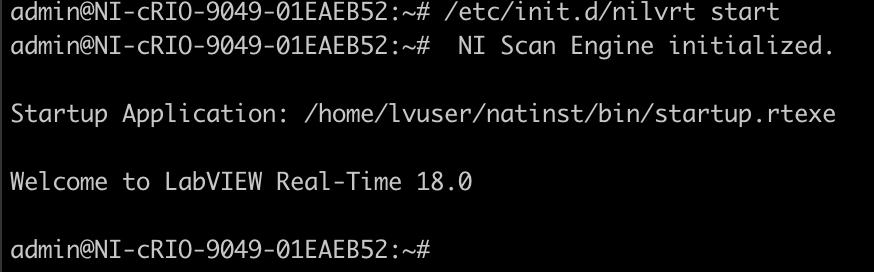 admin@NI-cRIO-9049-01EAEB52:~# /etc/init.d/nilvrt start
admin@NI-cRIO-9049-01EAEB52:~#  NI Scan Engine initialized.
Startup Application: /home/lvuser/natinst/bin/startup.rtexe
Welcome to LabVIEW Real-Time 18.0
admin@NI-cRIO-9049-01EAEB52:~#